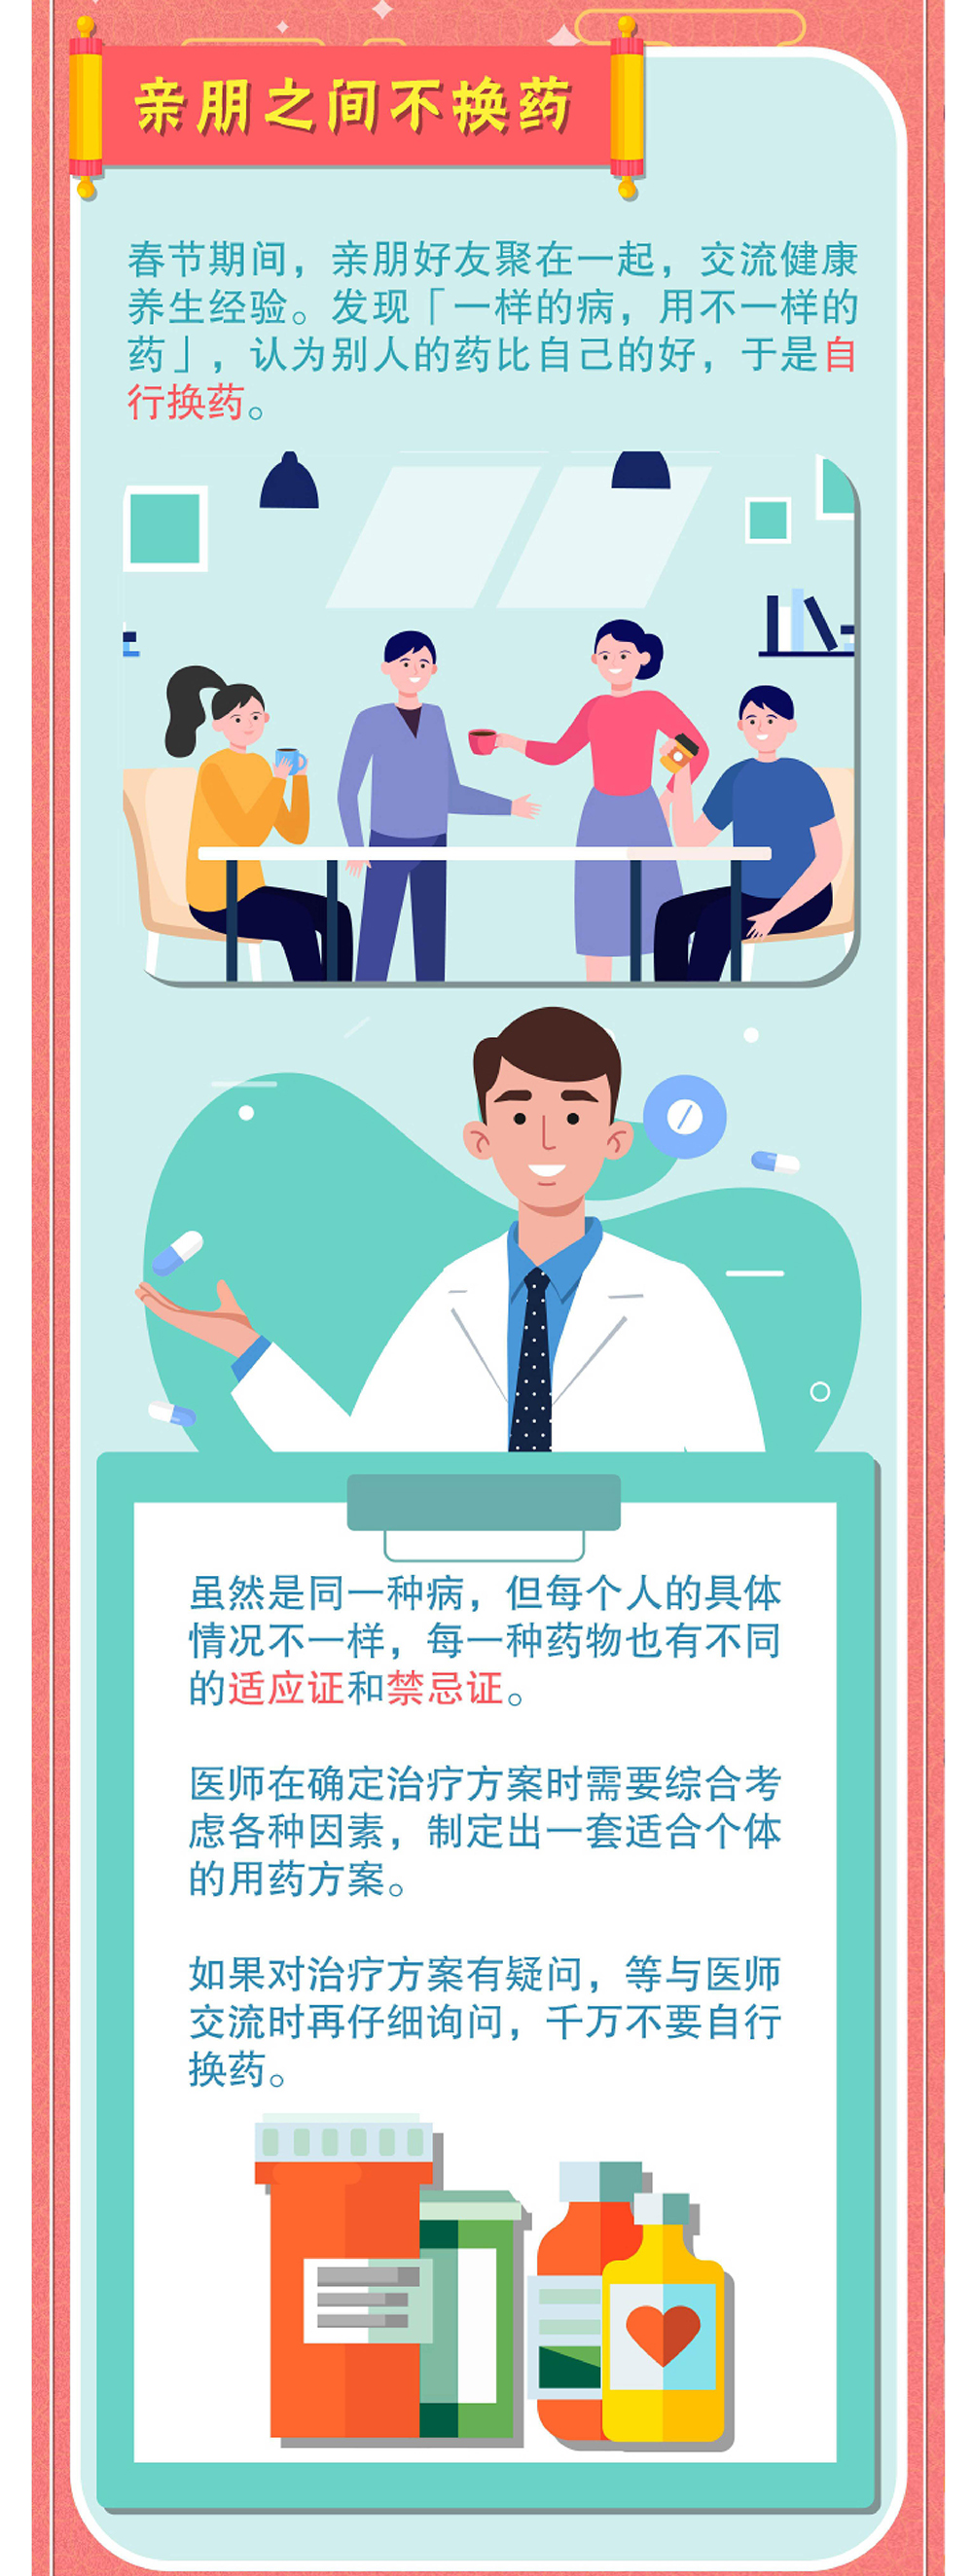 亲朋之间不换药
春节期间，亲朋好友聚在一起，交流健康
养生经验。发现「一样的病，用不一样的
药」，认为别人的药比自己的好，于是自
行换药。
虽然是同一种病，但每个人的具体
情况不一样，每一种药物也有不同
的适应证和禁忌证。
医师在确定治疗方案时需要综合考
虑各种因素，制定出一套适合个体
的用药方案。
如果对治疗方案有疑问，等与医师
交流时再仔细询问，千万不要自行
换药。